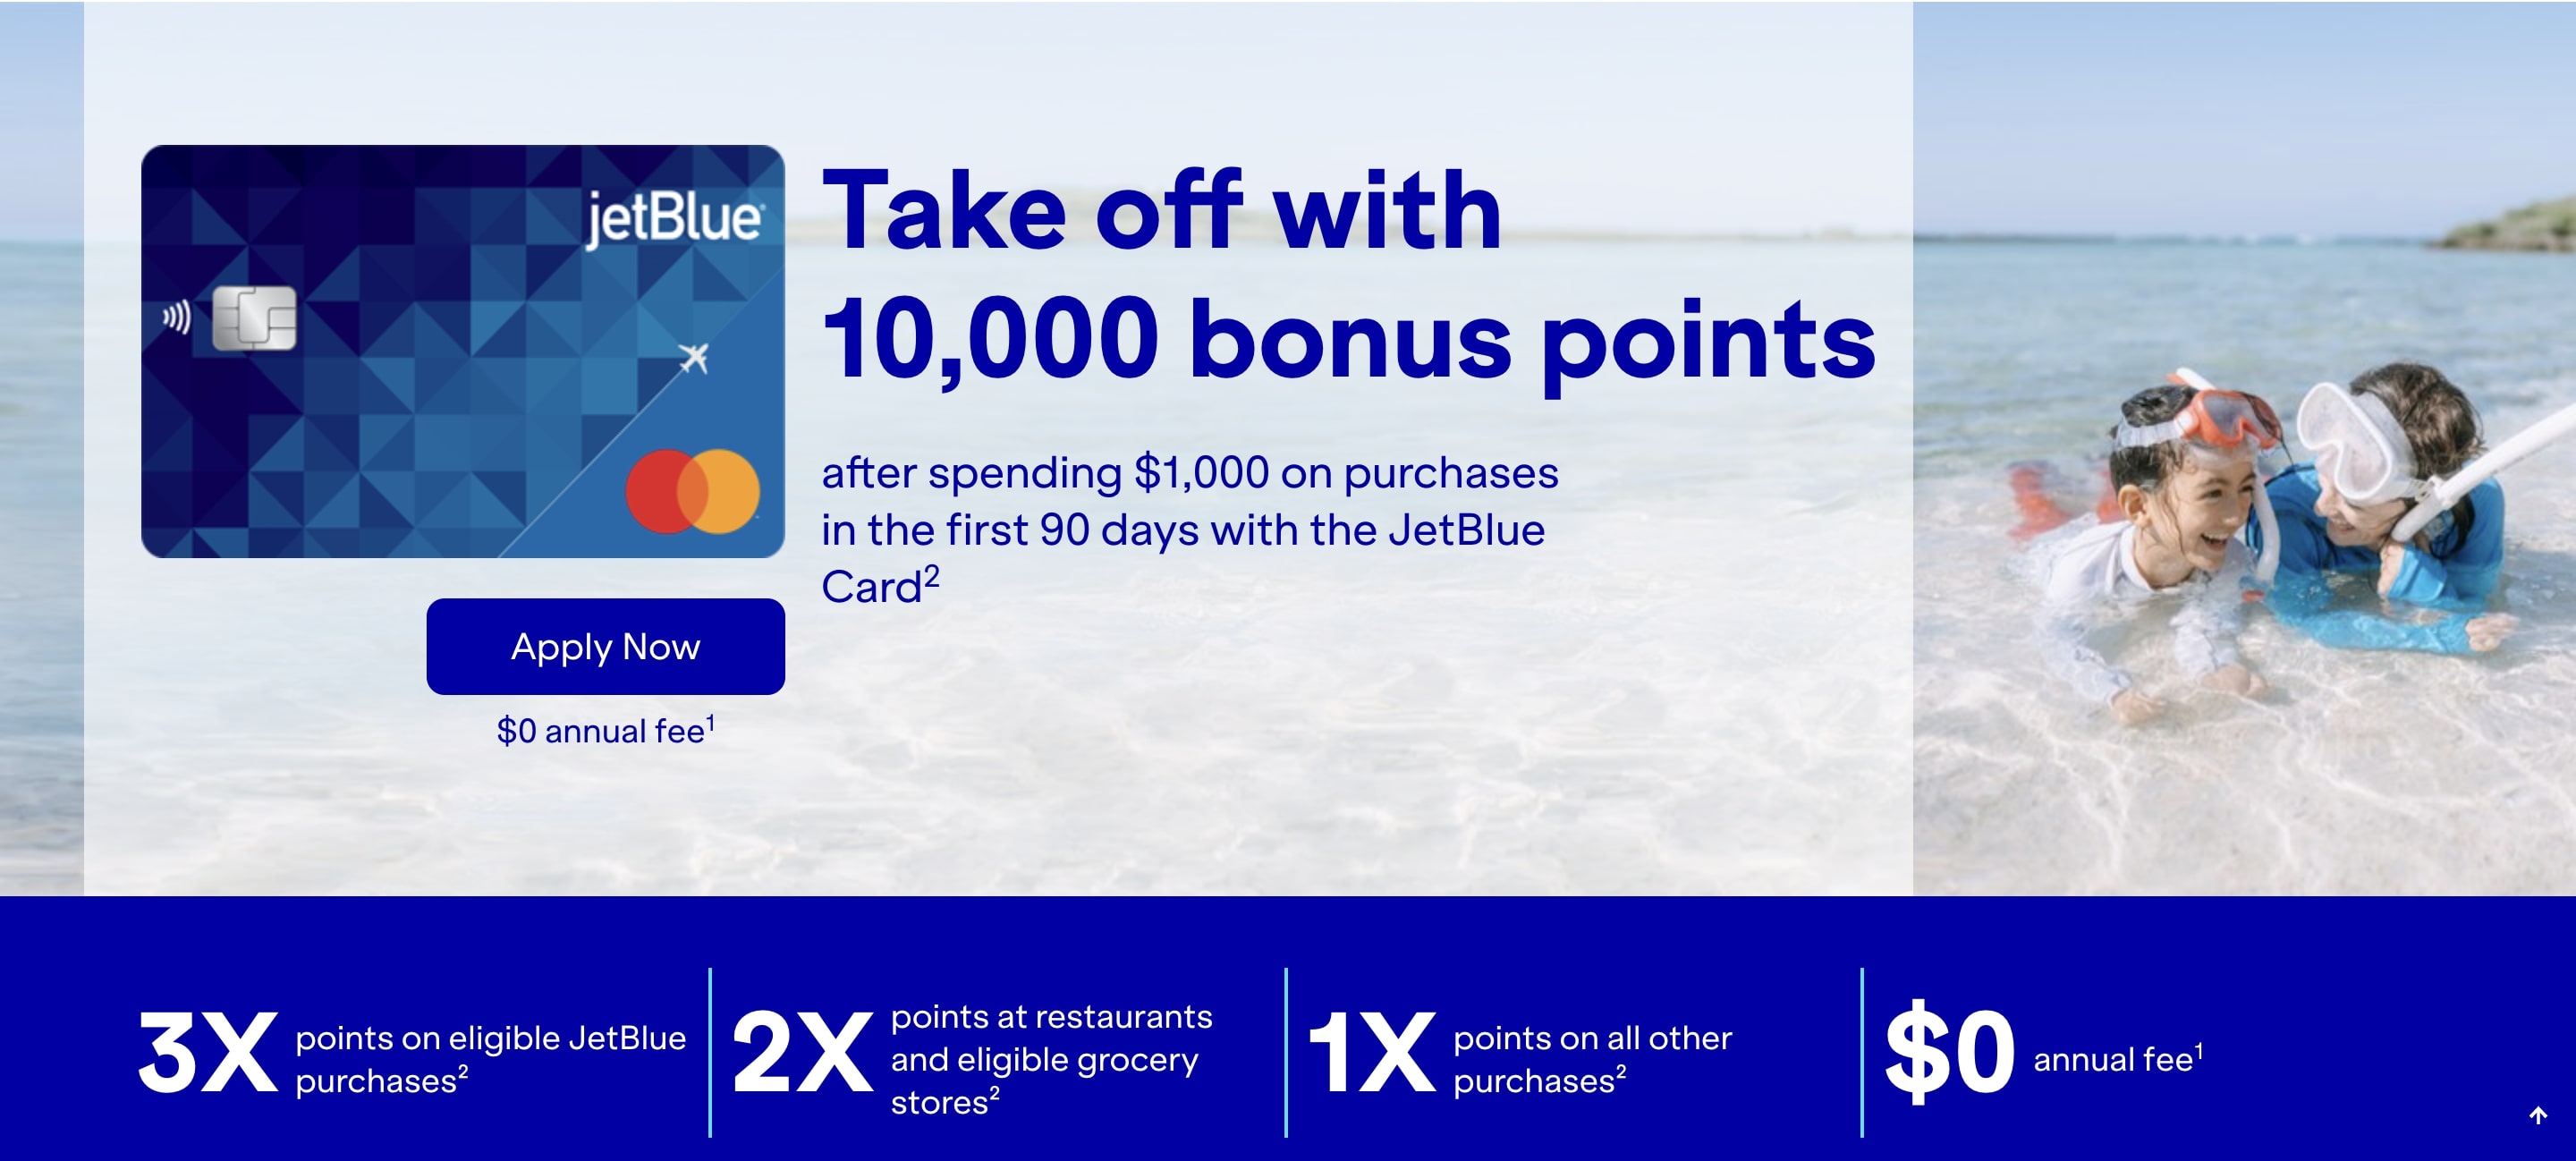 jetBlue
Take off with
10,000 bonus points
after spending $1,000 on purchases
in the first 90 days with the JetBlue
Card²
Apply Now
$0 annual fee¹
3X
points on eligible JetBlue
purchases²
2X
points at restaurants
and eligible grocery
stores²
1X
points on all other
purchases²
$0
annual fee¹